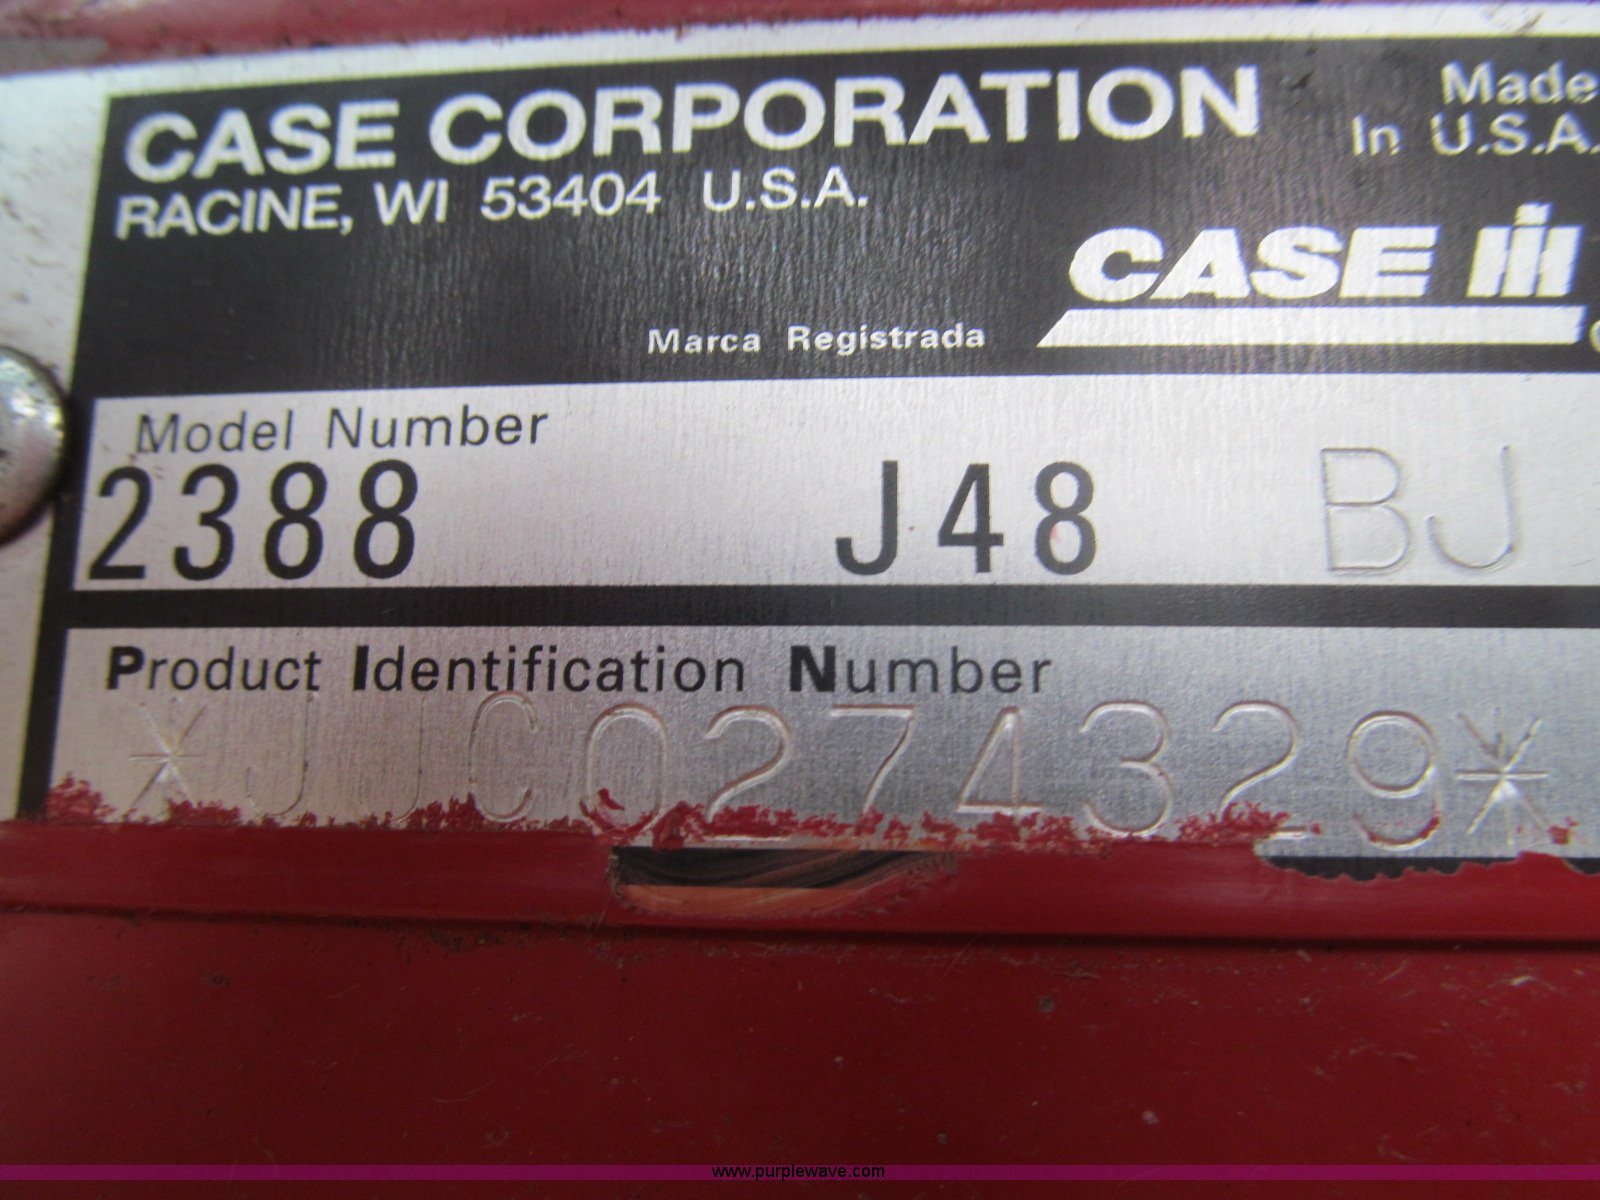 CASE CORPORATION
Made
In U.S.A.
RACINE, WI 53404 U.S.A.
CASE IH
Marca Registrada
Model Number
2388 J48 BJ
Product Identification Number
*JJC0274329*
www.purplewave.com